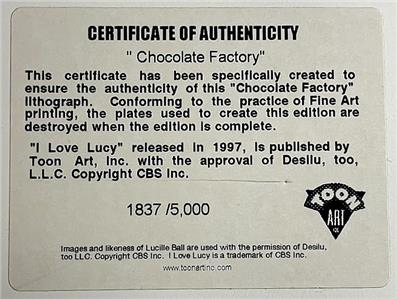 CERTIFICATE OF AUTHENTICITY
" Chocolate Factory"
This certificate has been specifically created to
ensure the authenticity of this "Chocolate Factory"
lithograph. Conforming to the practice of Fine Art
printing, the plates used to create this edition are
destroyed when the edition is complete.
"I Love Lucy" released in 1997, is published by
Toon Art, Inc. with the approval of Desilu, too,
L.L.C. Copyright CBS Inc.
1837 /5,000
TOON
ART
Images and likeness of Lucille Ball are used with the permission of Desilu,
too LLC. Copyright CBS Inc. I Love Lucy is a trademark of CBS Inc.
www.toonartinc.com